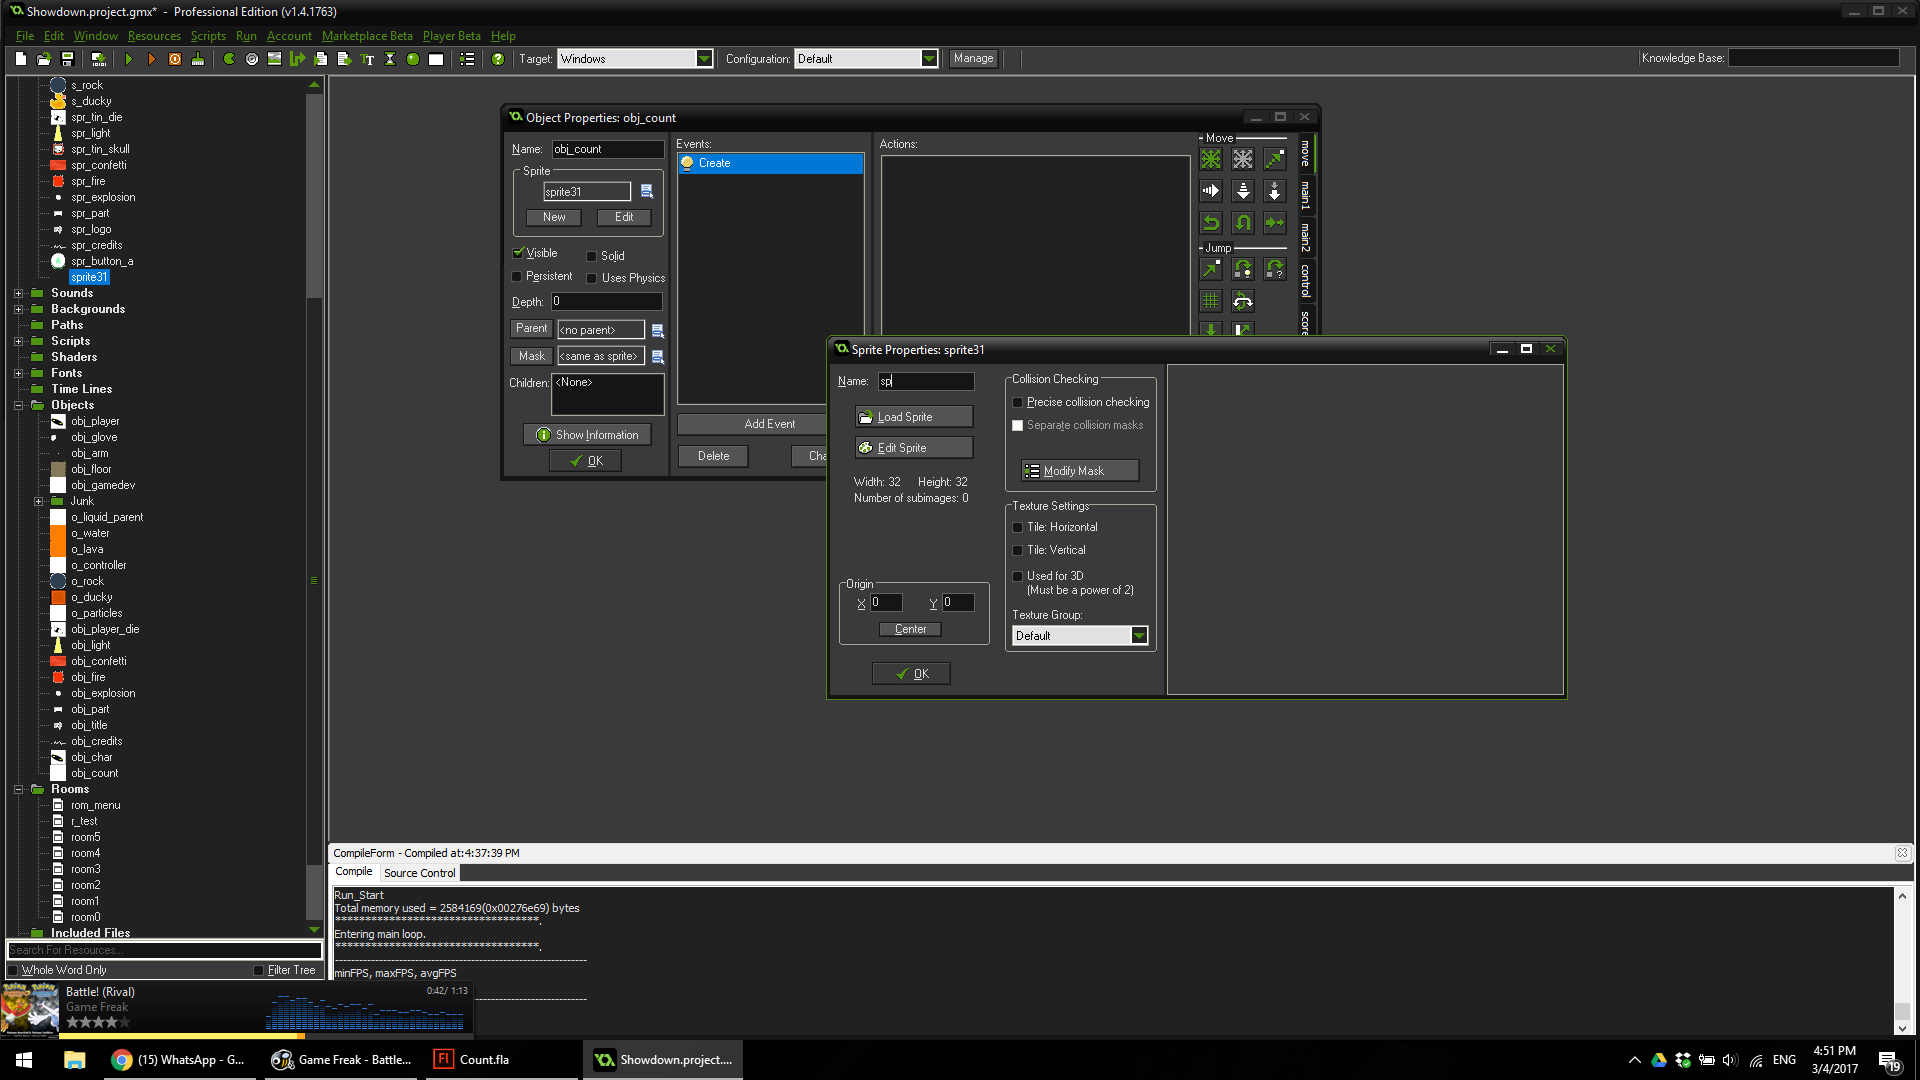 Showdown.project.gmx* - Professional Edition (v1.4.1763)
File Edit Window Resources Scripts Run Account Marketplace Beta Player Beta Help
Target: Windows Configuration: Default Manage Knowledge Base:
s_rock
s_ducky
spr_tin_die
spr_light
spr_tin_skull
spr_confetti
spr_fire
spr_explosion
spr_part
spr_logo
spr_credits
spr_button_a
sprite31
Sounds
Backgrounds
Paths
Scripts
Shaders
Fonts
Time Lines
Objects
obj_player
obj_glove
obj_arm
obj_floor
obj_gamedev
Junk
o_liquid_parent
o_water
o_lava
o_controller
o_rock
o_ducky
o_particles
obj_player_die
obj_light
obj_confetti
obj_fire
obj_explosion
obj_part
obj_title
obj_credits
obj_char
obj_count
Rooms
rom_menu
r_test
room5
room4
room3
room2
room1
room0
Included Files
Search For Resources...
Whole Word Only Filter Tree
Object Properties: obj_count
Name: obj_count
Sprite
sprite31
New Edit
Visible Solid
Persistent Uses Physics
Depth: 0
Parent <no parent>
Mask <same as sprite>
Children: <None>
Show Information
OK
Events:
Create
Add Event
Delete Cha
Actions:
Move
Jump
move
main1
main2
control
score
Sprite Properties: sprite31
Name: sp
Load Sprite
Edit Sprite
Width: 32 Height: 32
Number of subimages: 0
Origin
X 0 Y 0
Center
OK
Collision Checking
Precise collision checking
Separate collision masks
Modify Mask
Texture Settings
Tile: Horizontal
Tile: Vertical
Used for 3D
(Must be a power of 2)
Texture Group:
Default
CompileForm - Compiled at:4:37:39 PM
Compile Source Control
Run_Start
Total memory used = 2584169(0x00276e69) bytes
Entering main loop.
minFPS, maxFPS, avgFPS
Battle! (Rival) 0:42/ 1:13
Game Freak
(15) WhatsApp - G...
Game Freak - Battle...
Fl Count.fla
Showdown.project....
ENG
4:51 PM
3/4/2017
19